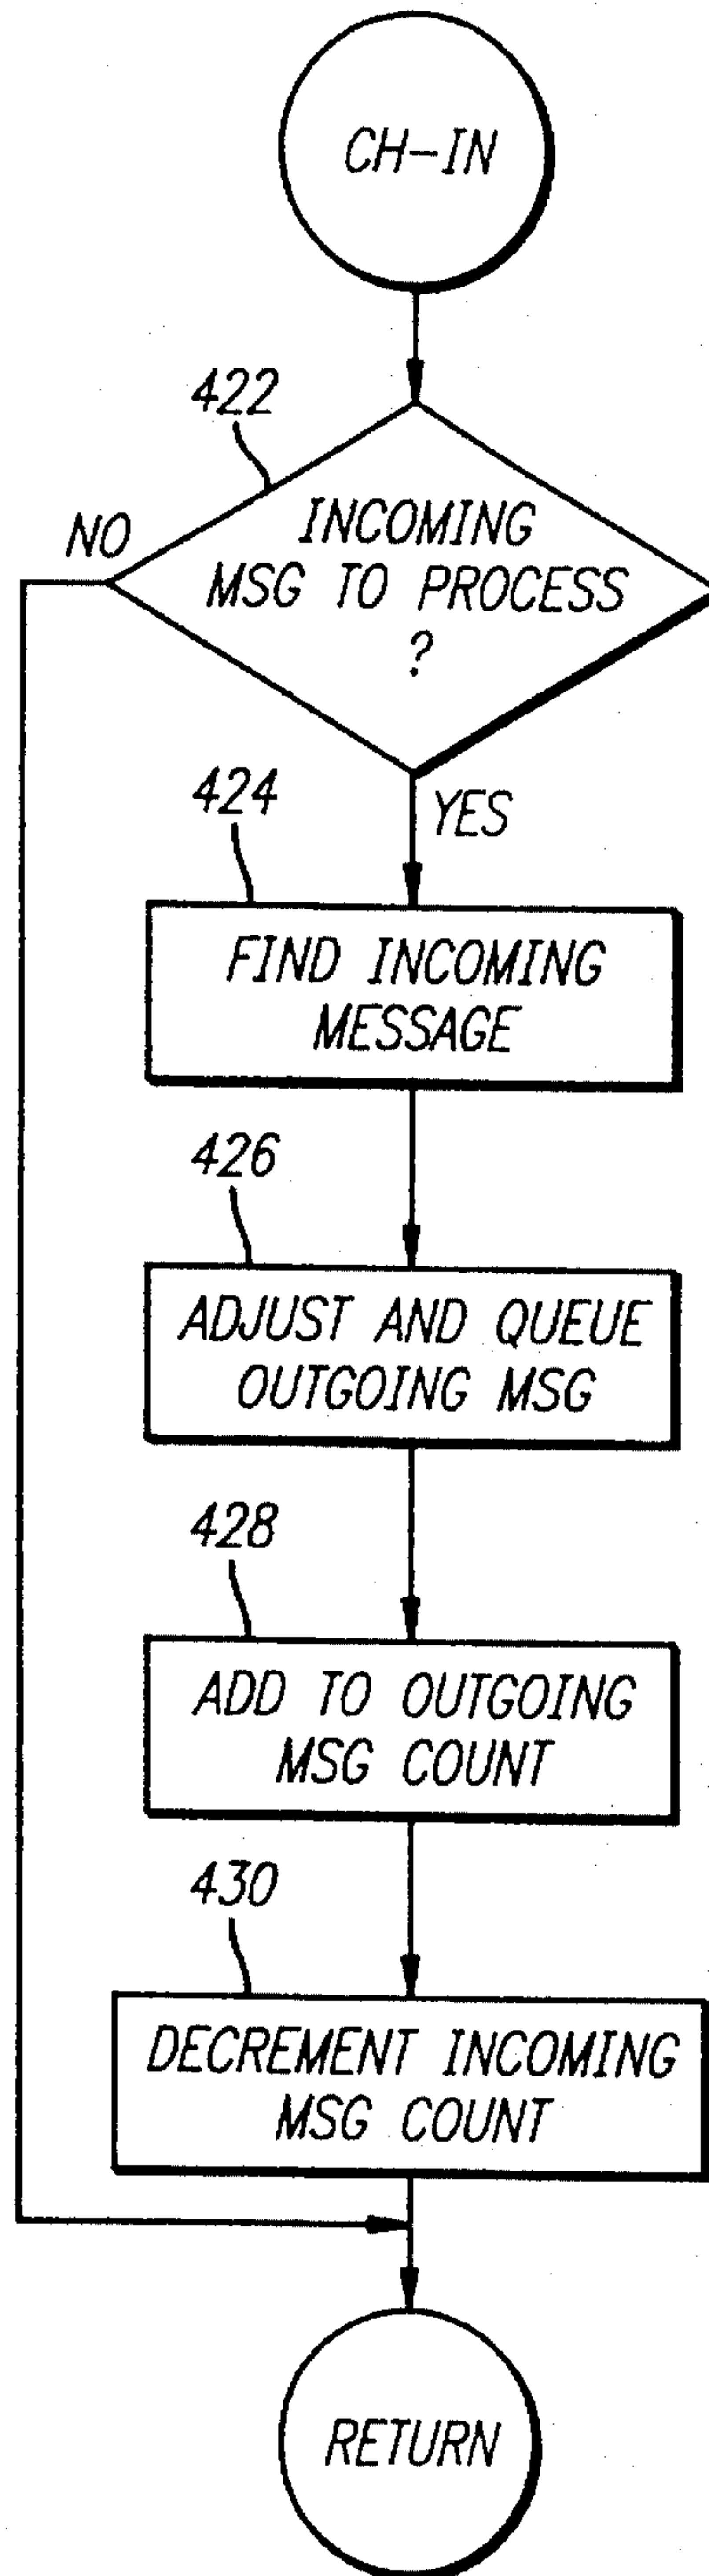 CH-IN
422
NO
INCOMING
MSG TO PROCESS
?
424
YES
FIND INCOMING
MESSAGE
426
ADJUST AND QUEUE
OUTGOING MSG
428
ADD TO OUTGOING
MSG COUNT
430
DECREMENT INCOMING
MSG COUNT
RETURN